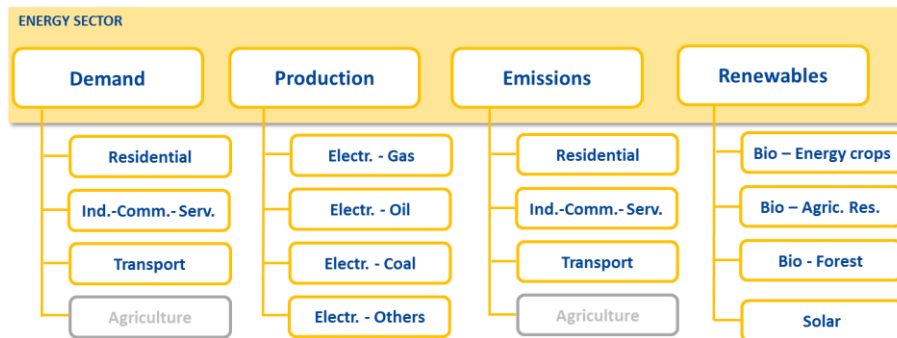 ENERGY SECTOR
Demand
Production
Emissions
Renewables
Residential
Ind.-Comm.- Serv.
Transport
Agriculture
Electr. - Gas
Electr. - Oil
Electr. - Coal
Electr. - Others
Residential
Ind.-Comm.- Serv.
Transport
Agriculture
Bio – Energy crops
Bio – Agric. Res.
Bio - Forest
Solar